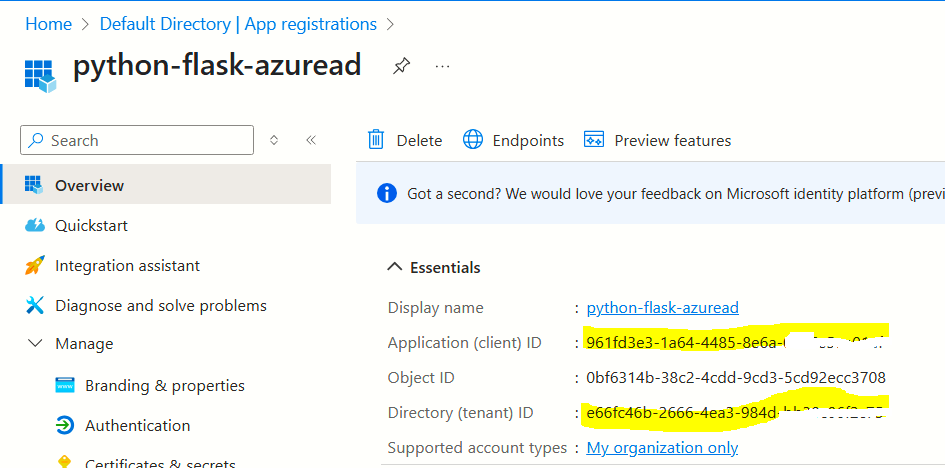 Home > Default Directory | App registrations >
python-flask-azuread ...
Search
Overview
Quickstart
Integration assistant
Diagnose and solve problems
Manage
Branding & properties
Authentication
Certificates & secrets
Delete Endpoints Preview features
Got a second? We would love your feedback on Microsoft identity platform (previ
Essentials
Display name : python-flask-azuread
Application (client) ID : 961fd3e3-1a64-4485-8e6a-
Object ID : 0bf6314b-38c2-4cdd-9cd3-5cd92ecc3708
Directory (tenant) ID : e66fc46b-2666-4ea3-984d-
Supported account types : My organization only